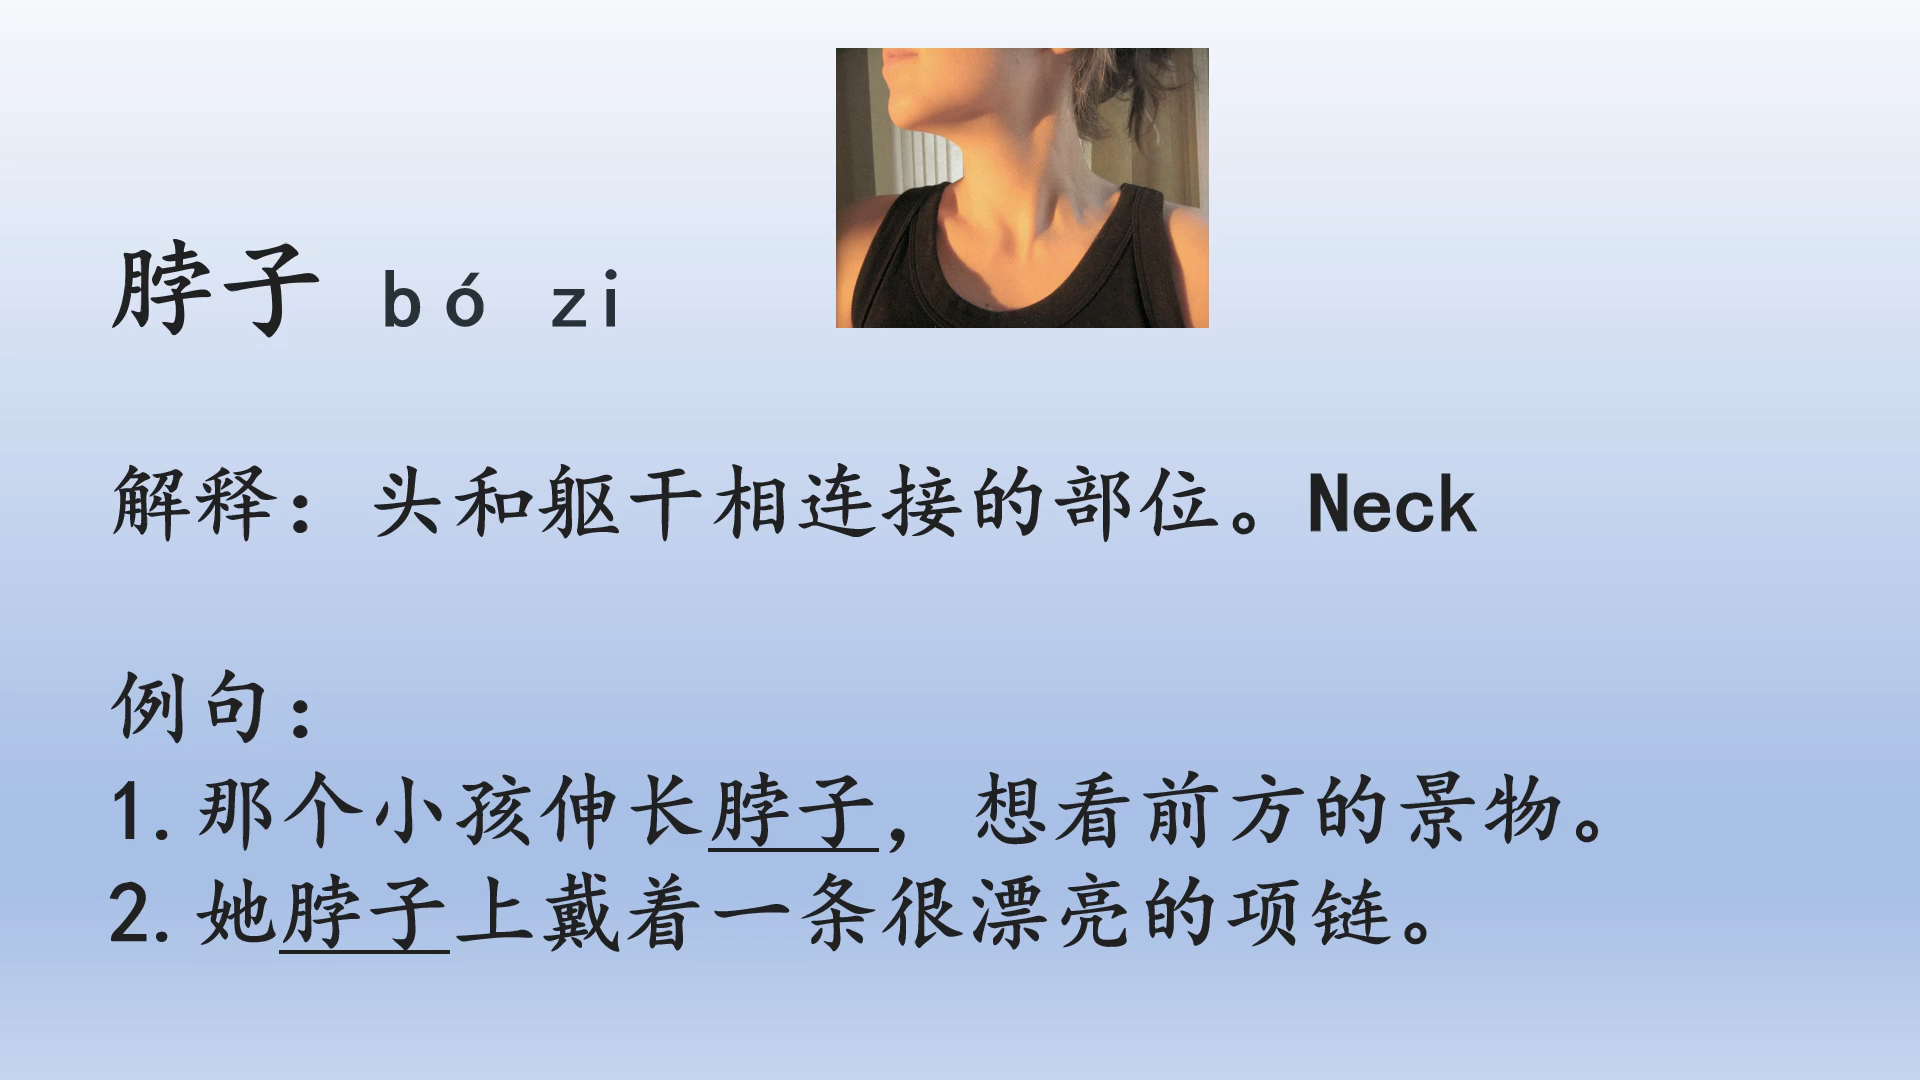 脖子 bó zi
解释：头和躯干相连接的部位。Neck
例句：
1.那个小孩伸长脖子，想看前方的景物。
2.她脖子上戴着一条很漂亮的项链。